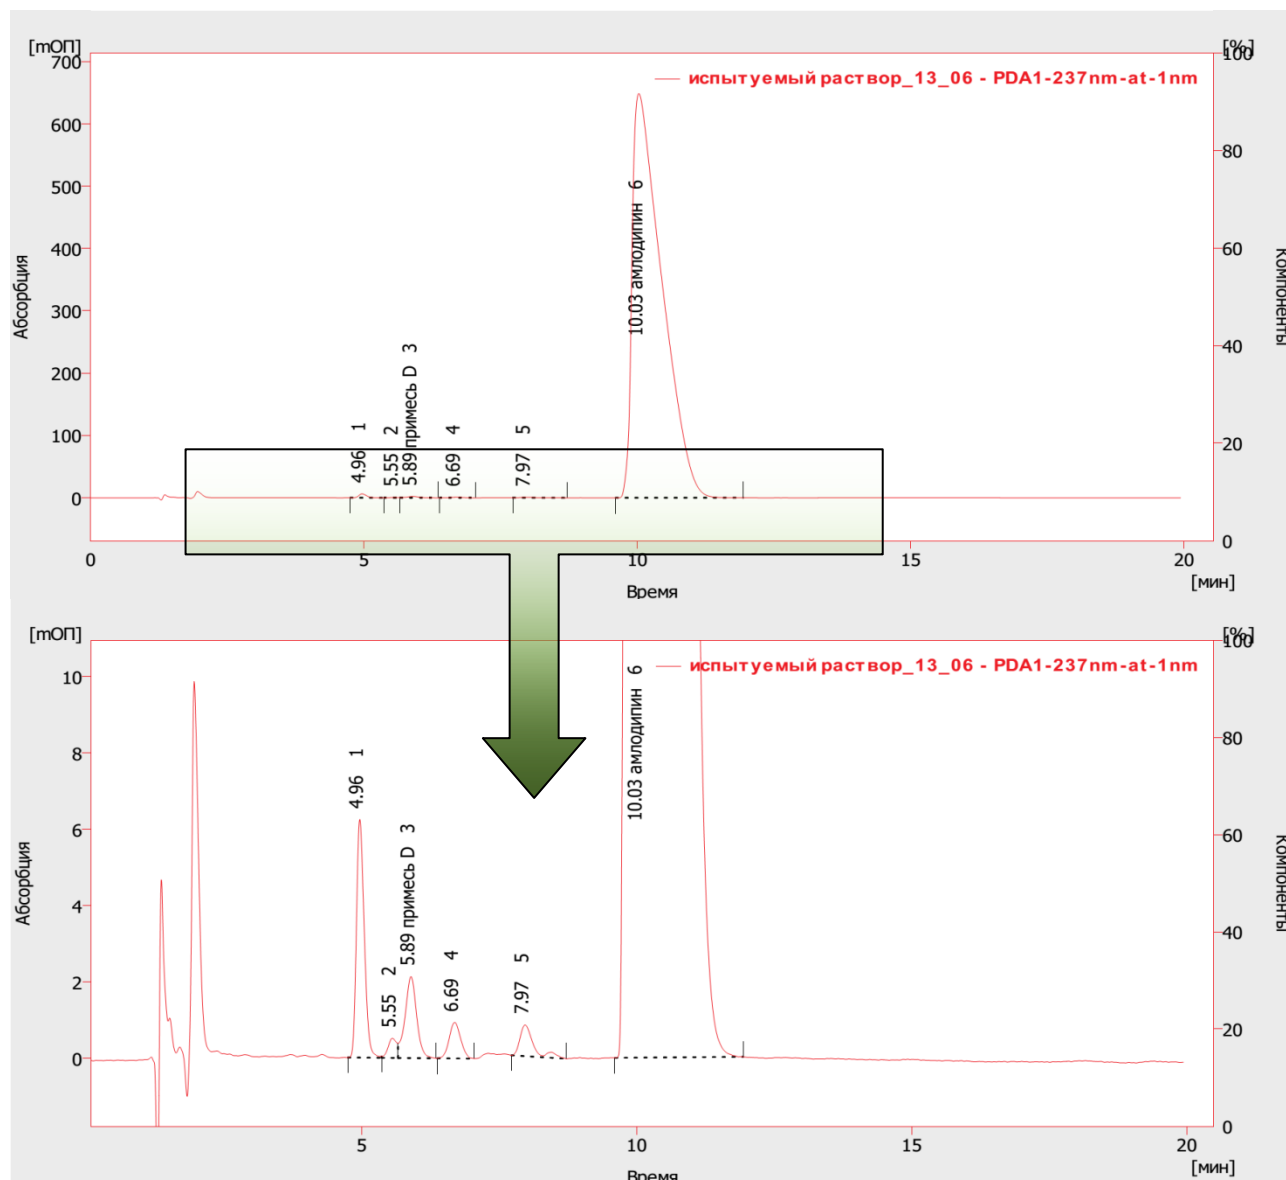 [mОП]
[%]
700
600
500
400
300
200
100
0
100
80
60
40
20
0
испытуемый раствор_13_06 - PDA1-237nm-at-1nm
Абсорбция
Компоненты
4.96 1
5.55 2
5.89 примесь D 3
6.69 4
7.97 5
10.03 амлодипин 6
0
5
10
15
20
Время
[мин]
[mОП]
[%]
10
8
6
4
2
0
100
80
60
40
20
0
испытуемый раствор_13_06 - PDA1-237nm-at-1nm
Абсорбция
Компоненты
4.96 1
5.55 2
5.89 примесь D 3
6.69 4
7.97 5
10.03 амлодипин 6
5
10
15
20
Время
[мин]